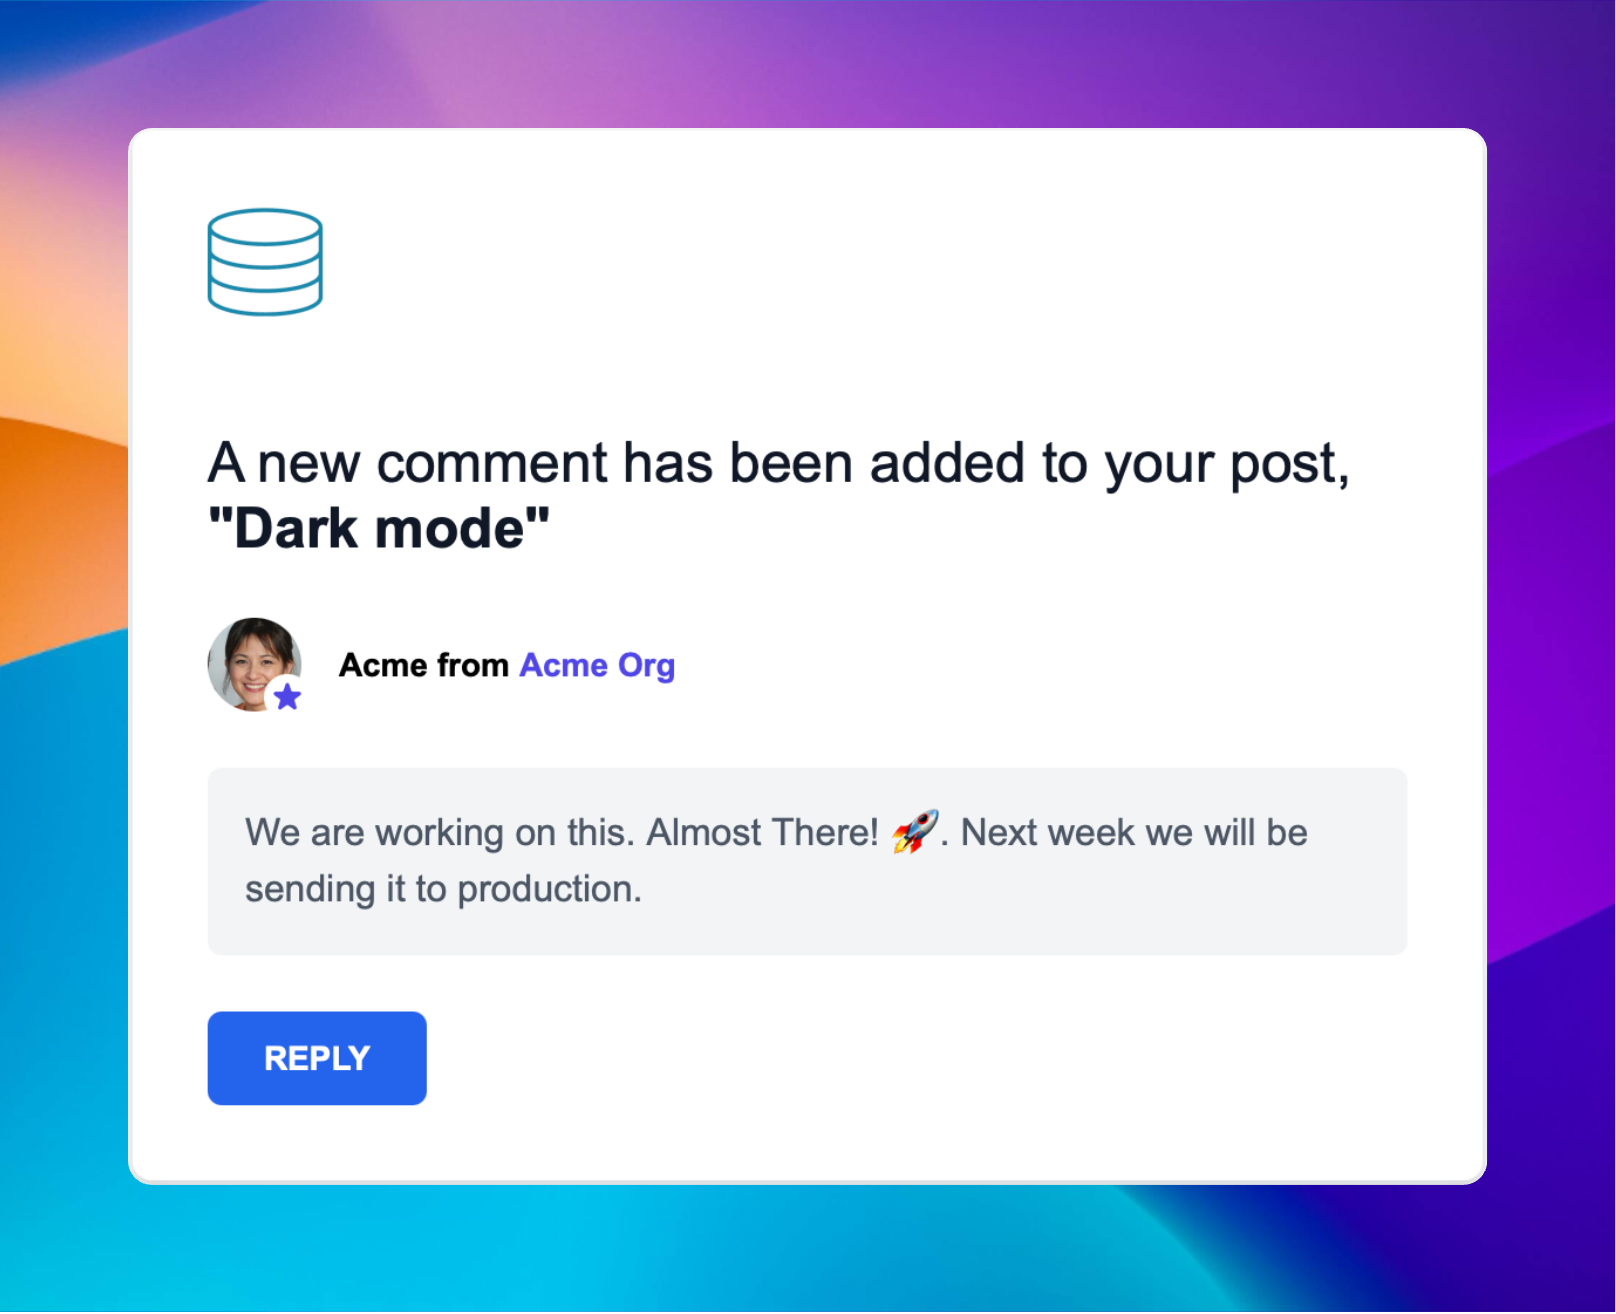 A new comment has been added to your post,
"Dark mode"
Acme from Acme Org
We are working on this. Almost There! 🚀. Next week we will be
sending it to production.
REPLY